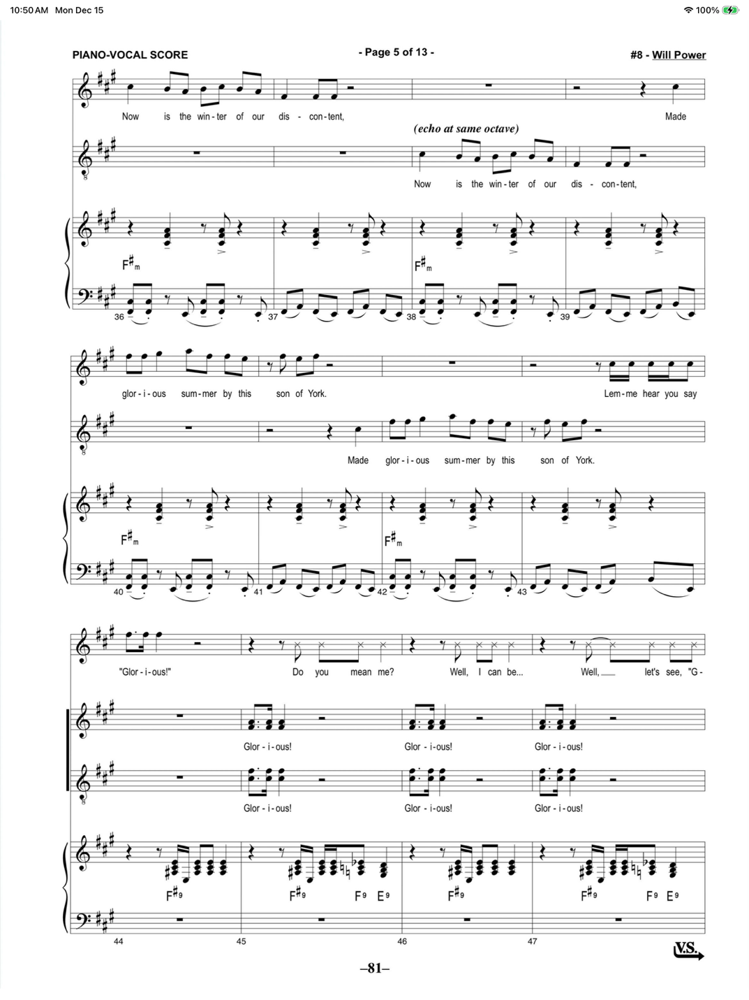 10:50 AM Mon Dec 15 100%
PIANO-VOCAL SCORE - Page 5 of 13 - #8 - Will Power
Now is the win - ter of our dis - con - tent, Made
(echo at same octave)
Now is the win - ter of our dis - con - tent,
F#m F#m
36 37 38 39
glor - i - ous sum - mer by this son of York. Lem - me hear you say
Made glor - i - ous sum - mer by this son of York.
F#m F#m
40 41 42 43
"Glor - i - ous!" Do you mean me? Well, I can be... Well, let's see, "G -
Glor - i - ous! Glor - i - ous! Glor - i - ous!
Glor - i - ous! Glor - i - ous! Glor - i - ous!
F#9 F#9 F9 E9 F#9 F#9 F9 E9
44 45 46 47
V.S.
–81–